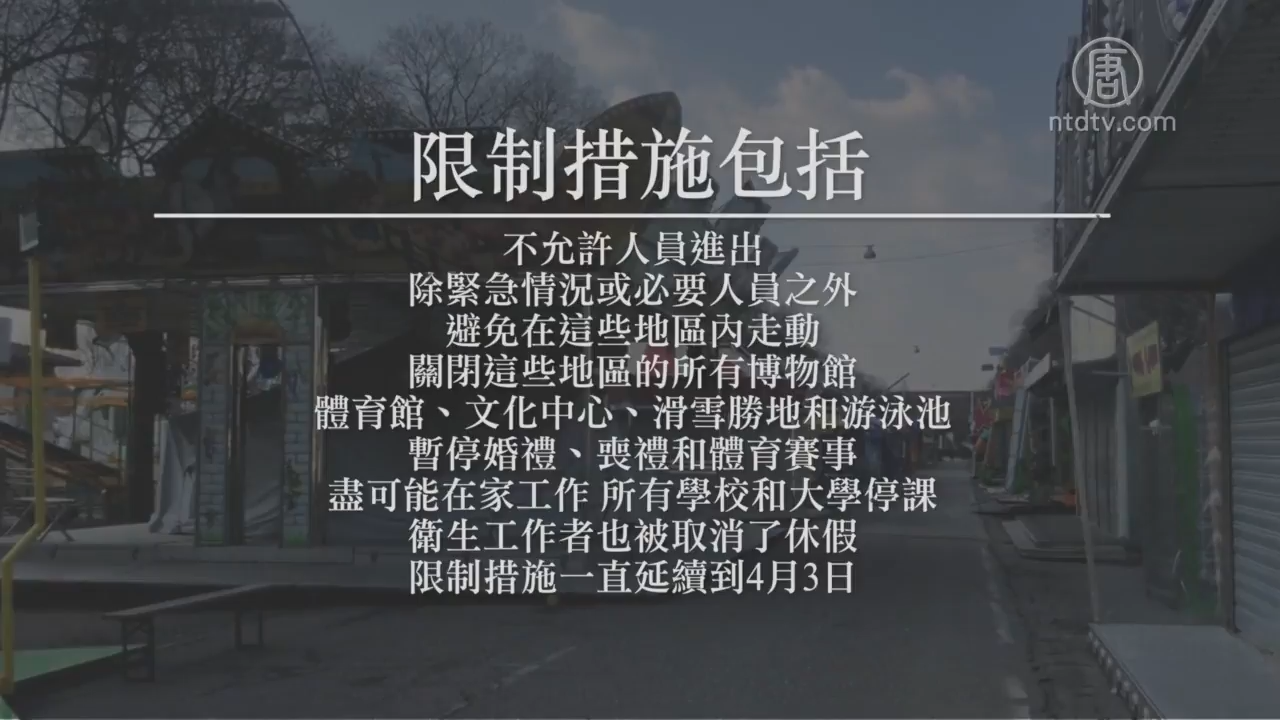 唐
ntdtv.com
限制措施包括
不允許人員進出
除緊急情況或必要人員之外
避免在這些地區內走動
關閉這些地區的所有博物館
體育館、文化中心、滑雪勝地和游泳池
暫停婚禮、喪禮和體育賽事
盡可能在家工作 所有學校和大學停課
衛生工作者也被取消了休假
限制措施一直延續到4月3日